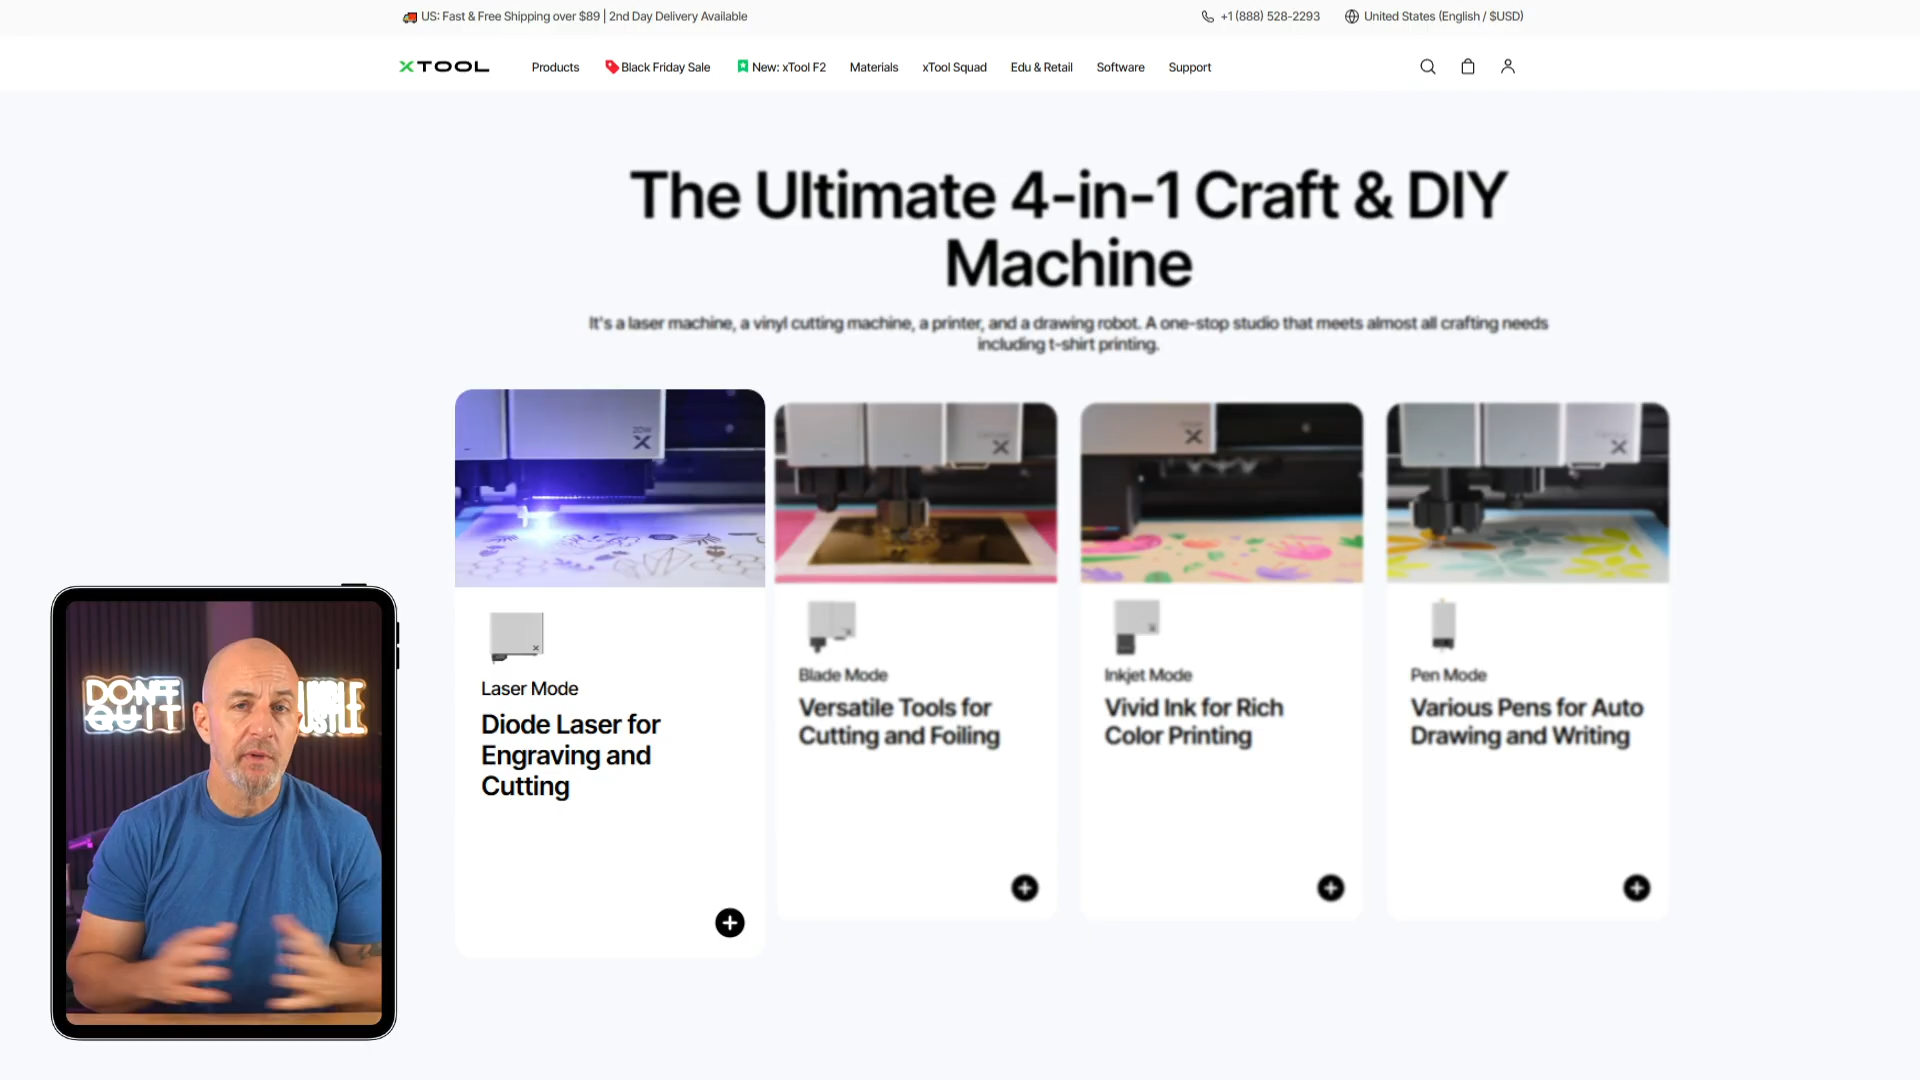 US: Fast & Free Shipping over $89 | 2nd Day Delivery Available
+1 (888) 528-2293
United States (English / $USD)
XTOOL
Products
Black Friday Sale
New: xTool F2
Materials
xTool Squad
Edu & Retail
Software
Support
The Ultimate 4-in-1 Craft & DIY
Machine
It's a laser machine, a vinyl cutting machine, a printer, and a drawing robot. A one-stop studio that meets almost all crafting needs
including t-shirt printing.
20W
Laser Mode
Diode Laser for
Engraving and
Cutting
Blade Mode
Versatile Tools for
Cutting and Foiling
Inkjet Mode
Vivid Ink for Rich
Color Printing
Pen Mode
Various Pens for Auto
Drawing and Writing
DON'T
QUIT